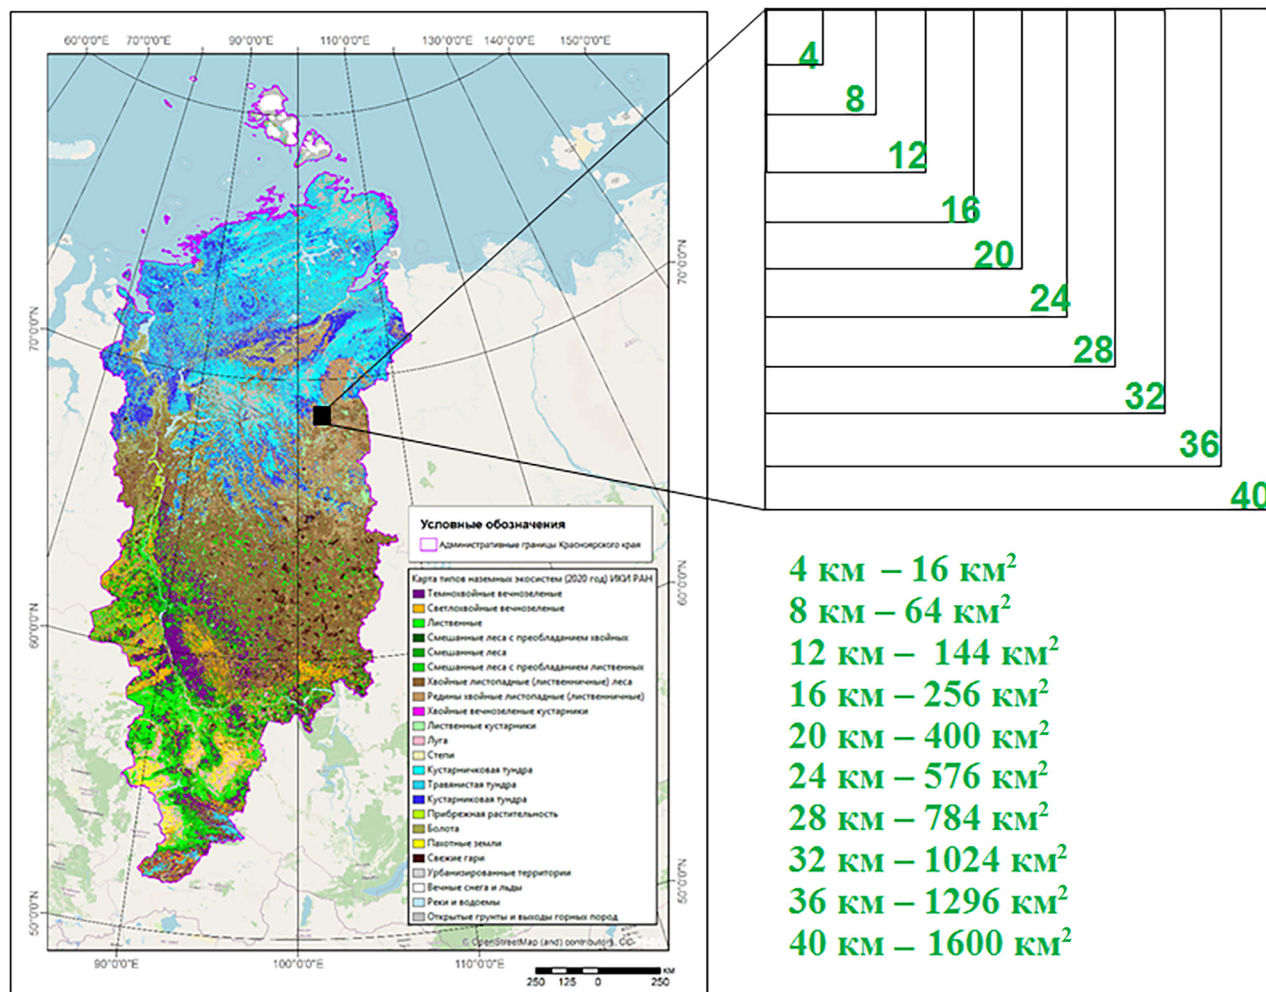 60°0'0"E 70°0'0"E 90°0'0"E 110°0'0"E 130°0'0"E 140°0'0"E 150°0'0"E
70°0'0"N
70°0'0"N
60°0'0"N
60°0'0"N
50°0'0"N
50°0'0"N
Условные обозначения
Административные границы Красноярского края
Карта типов наземных экосистем (2020 год) ИКИ РАН
Темнохвойные вечнозеленые
Светлохвойные вечнозеленые
Лиственные
Смешанные леса с преобладанием хвойных
Смешанные леса
Смешанные леса с преобладанием лиственных
Хвойные листопадные (лиственничные) леса
Редины хвойные листопадные (лиственничные)
Хвойные вечнозеленые кустарники
Лиственные кустарники
Луга
Степи
Кустарничковая тундра
Травянистая тундра
Кустарниковая тундра
Прибрежная растительность
Болота
Пахотные земли
Свежие гари
Урбанизированные территории
Вечные снега и льды
Реки и водоемы
Открытые грунты и выходы горных пород
© OpenStreetMap (and) contributors, CC-
90°0'0"E 100°0'0"E 110°0'0"E
км
250 125 0 250
4
8
12
16
20
24
28
32
36
40
4 км – 16 км²
8 км – 64 км²
12 км – 144 км²
16 км – 256 км²
20 км – 400 км²
24 км – 576 км²
28 км – 784 км²
32 км – 1024 км²
36 км – 1296 км²
40 км – 1600 км²